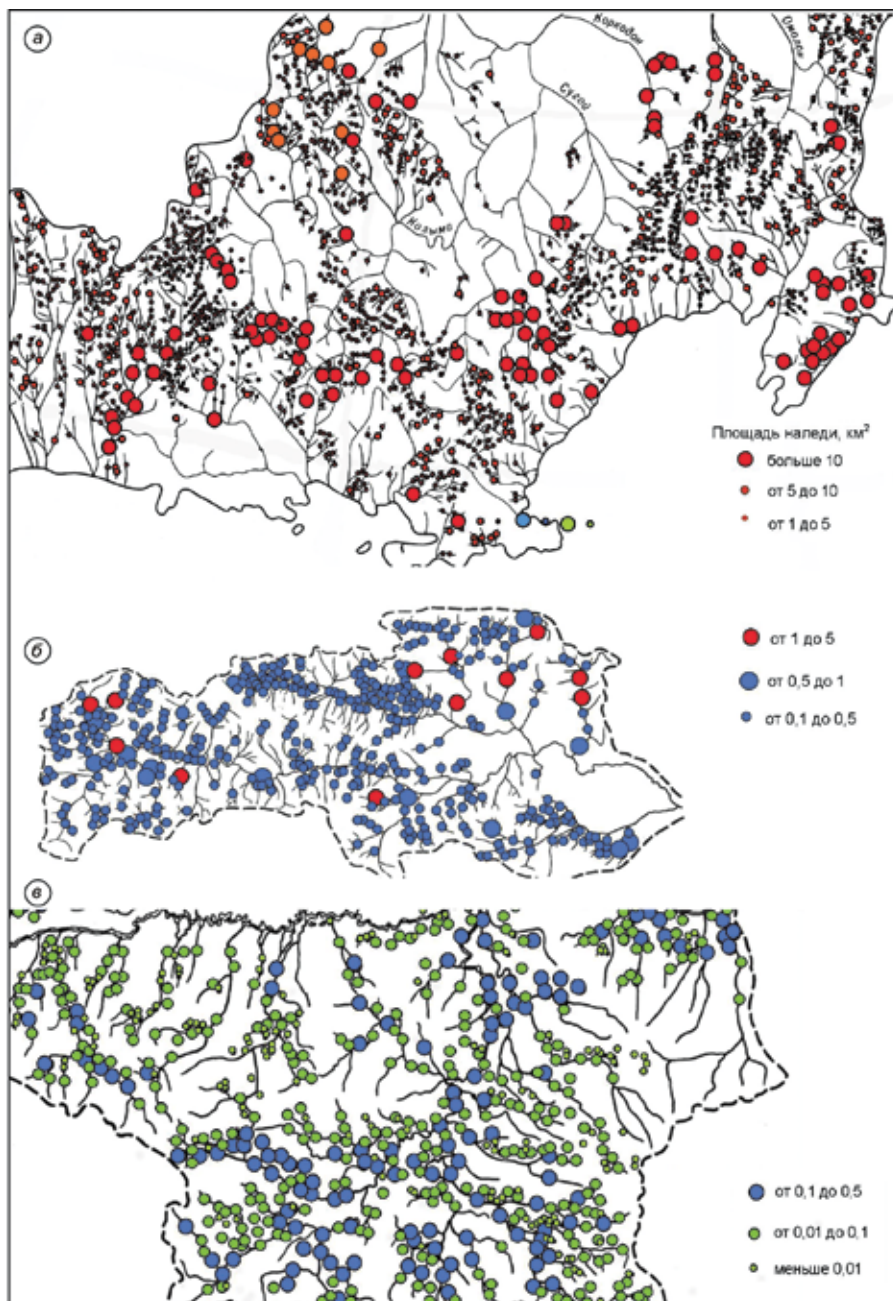 а
Коркодон
Омолон
Сугой
Колыма
Площадь наледи, км²
больше 10
от 5 до 10
от 1 до 5
б
от 1 до 5
от 0,5 до 1
от 0,1 до 0,5
в
от 0,1 до 0,5
от 0,01 до 0,1
меньше 0,01